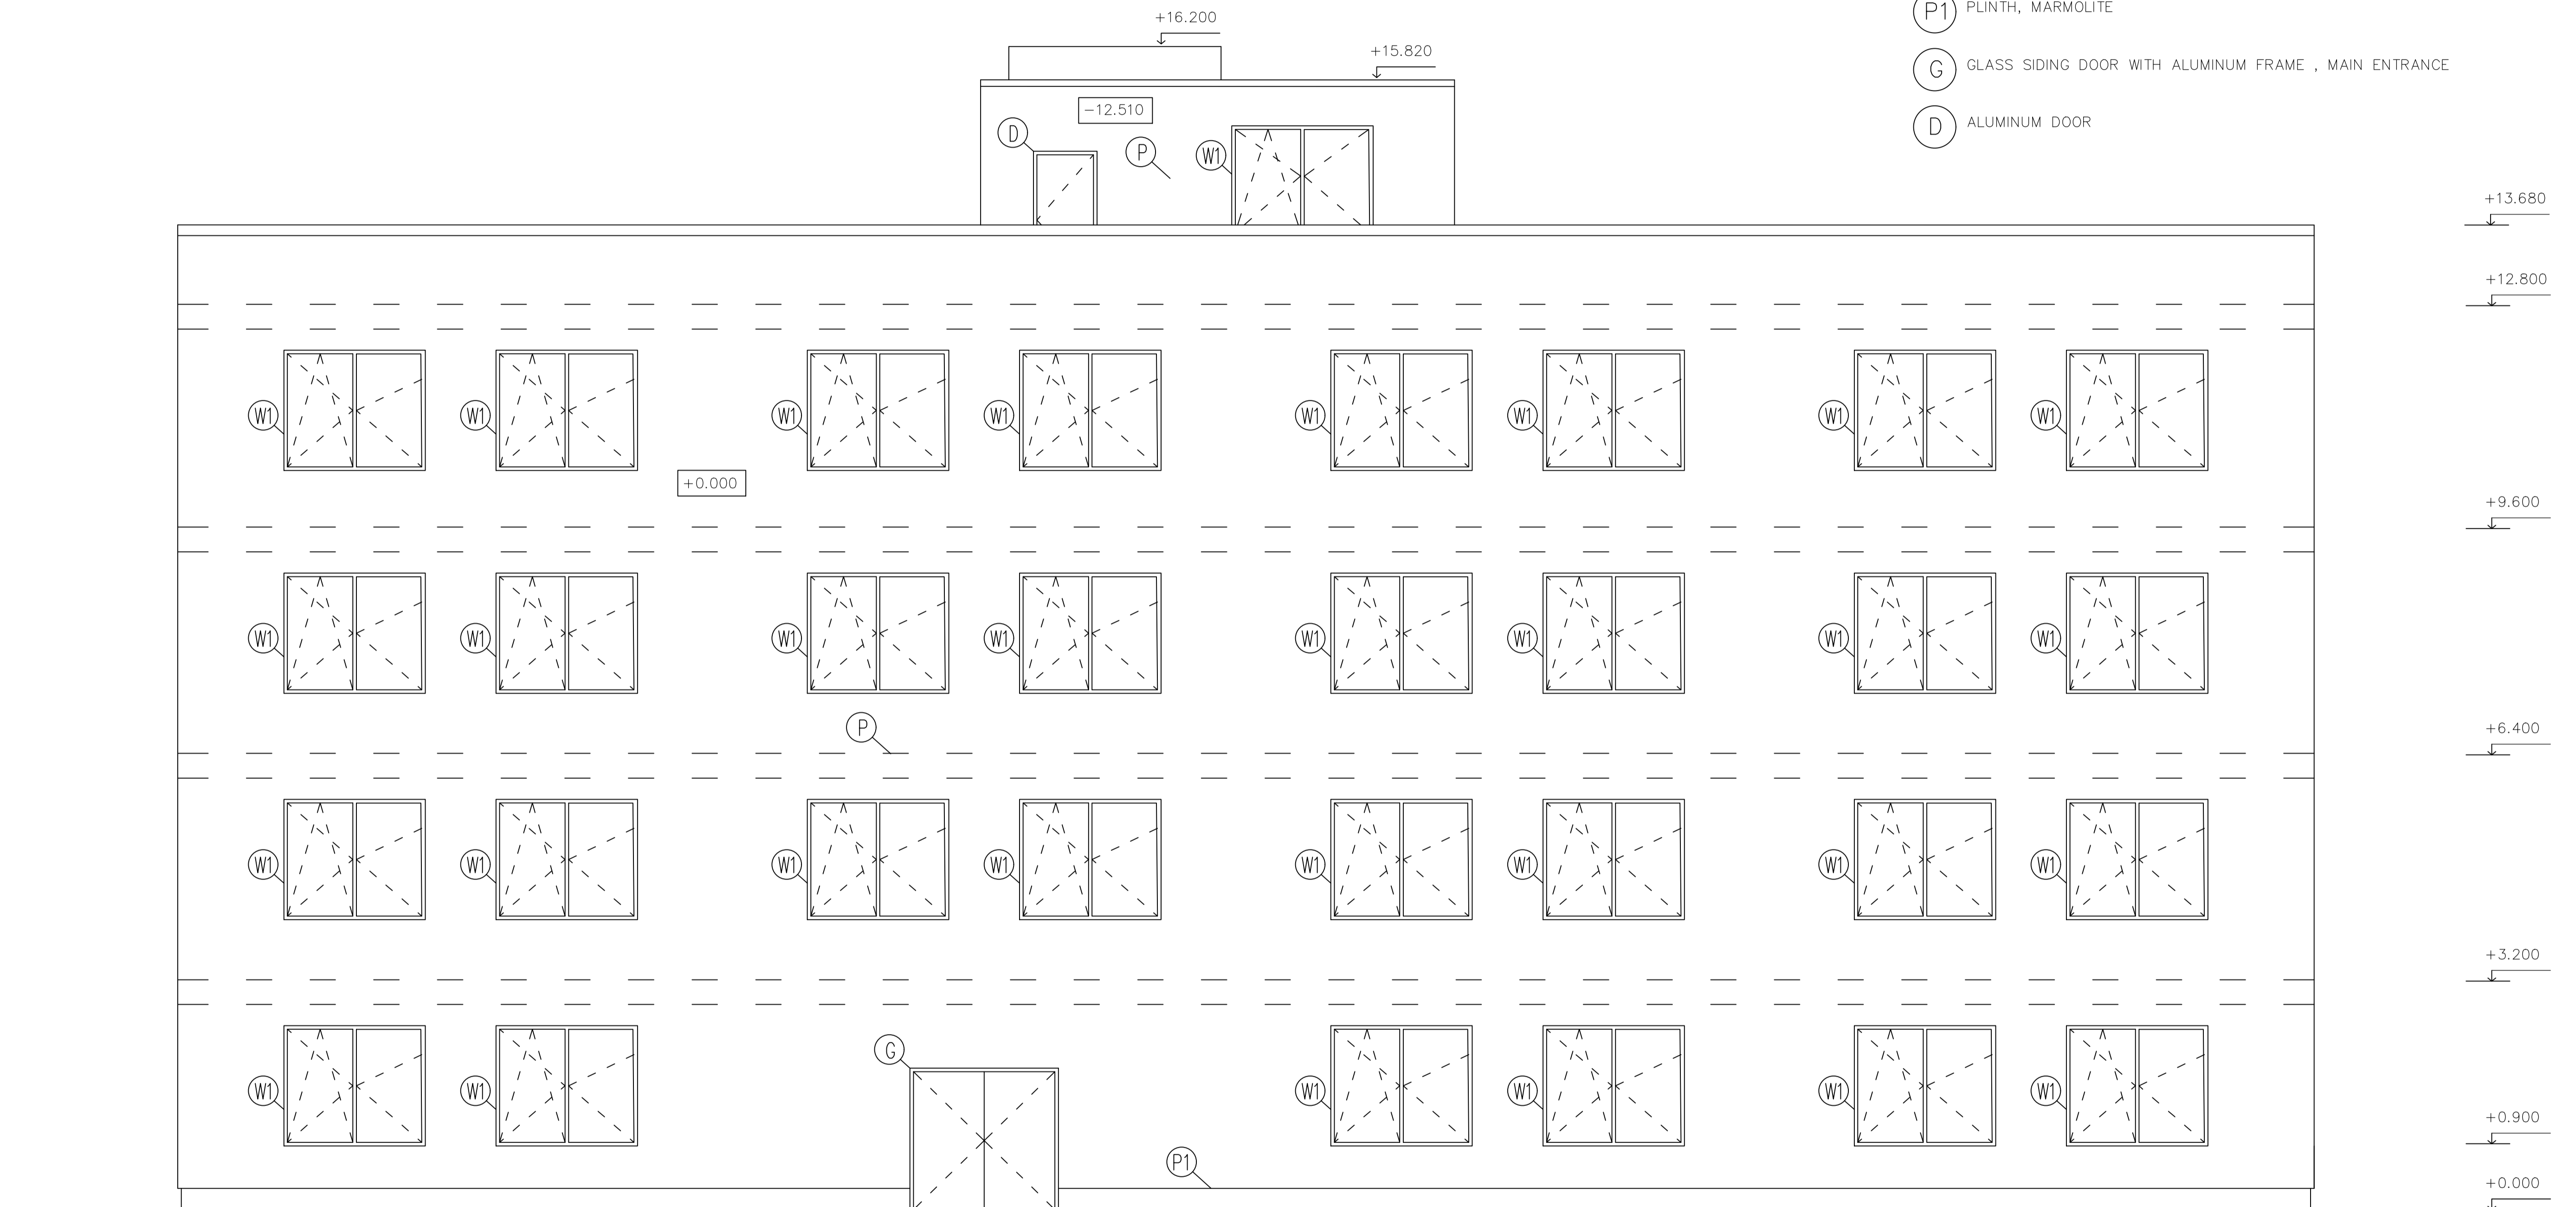 P1 PLINTH, MARMOLITE
+16.200
+15.820
G GLASS SIDING DOOR WITH ALUMINUM FRAME , MAIN ENTRANCE
-12.510
D ALUMINUM DOOR
D P W1
+13.680
+12.800
W1 W1 W1 W1 W1 W1 W1 W1
+0.000
+9.600
W1 W1 W1 W1 W1 W1 W1 W1
P
+6.400
W1 W1 W1 W1 W1 W1 W1 W1
+3.200
G
W1 W1 W1 W1 W1 W1
+0.900
P1
+0.000